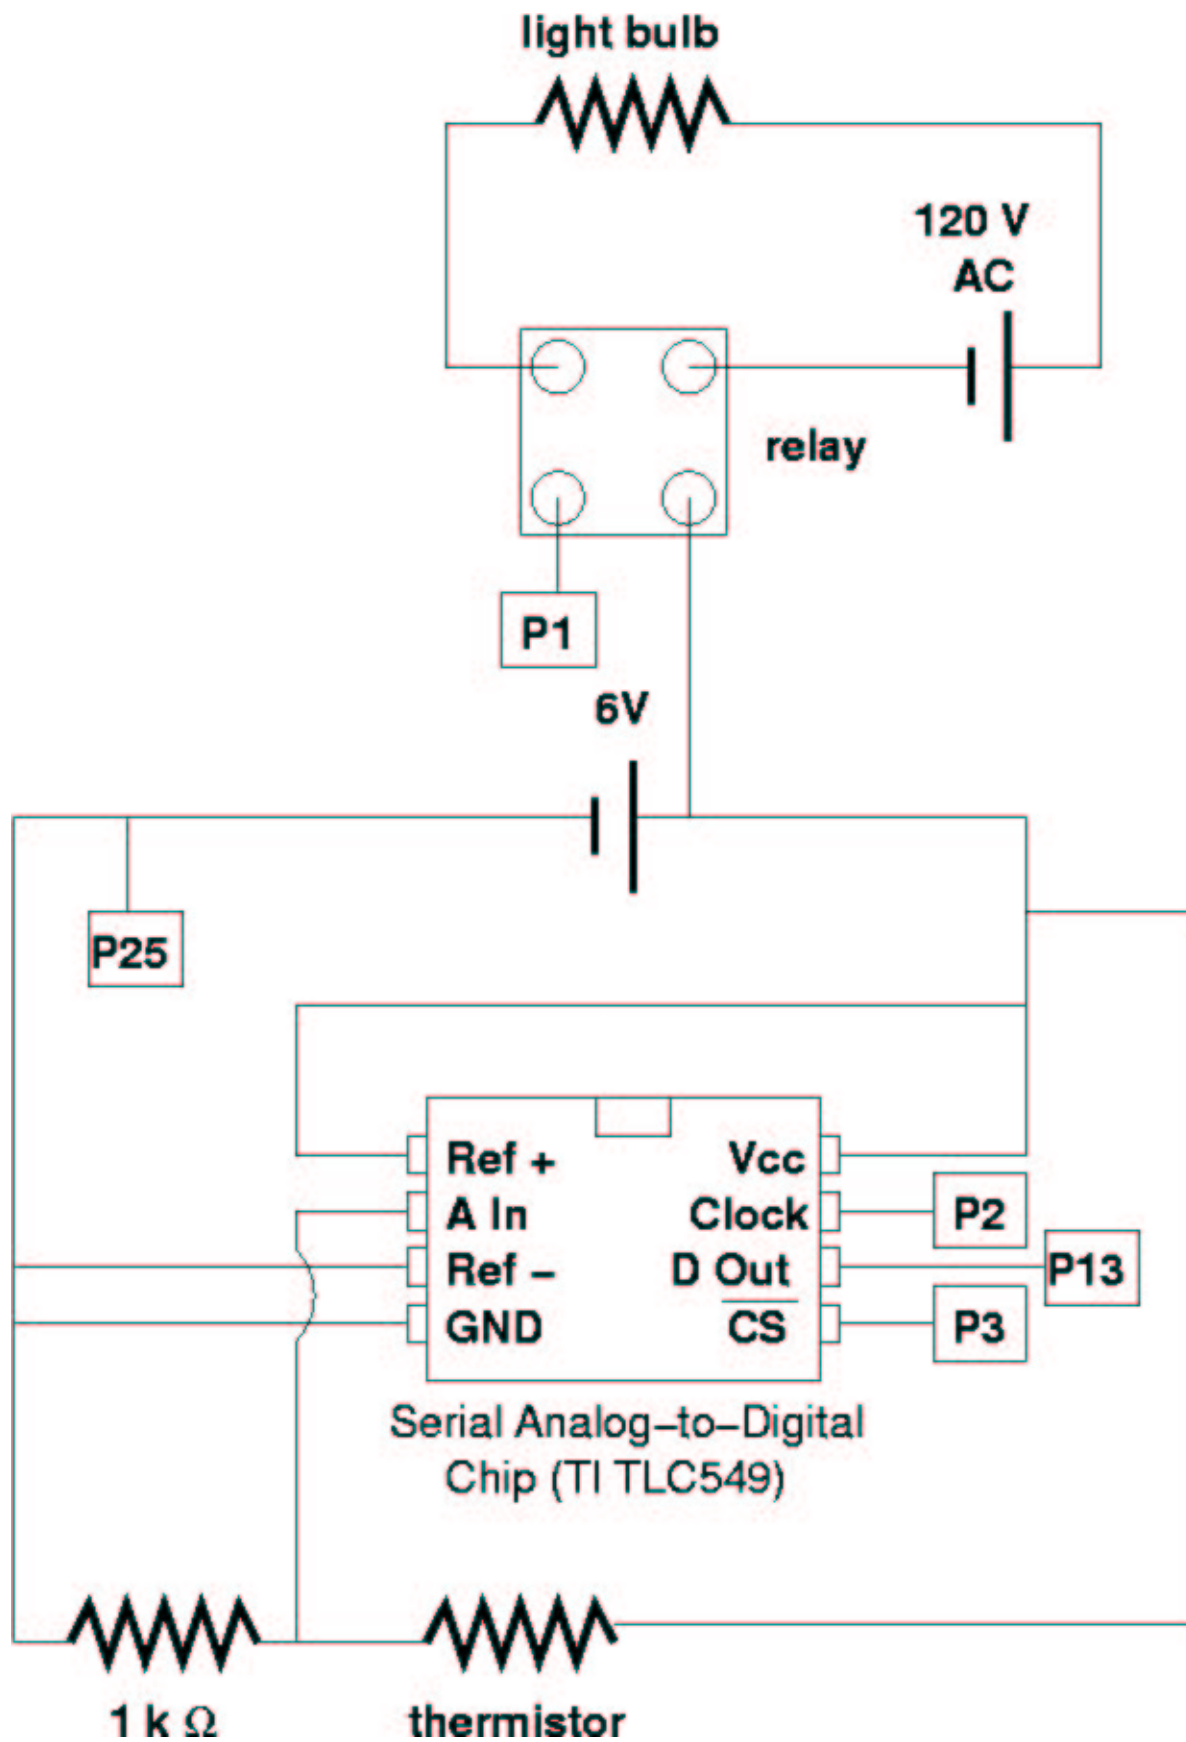 light bulb
120 V
AC
relay
P1
6V
P25
Ref +
Vcc
A In
Clock
P2
Ref –
D Out
P13
GND
CS
P3
Serial Analog–to–Digital
Chip (TI TLC549)
1 k Ω
thermistor